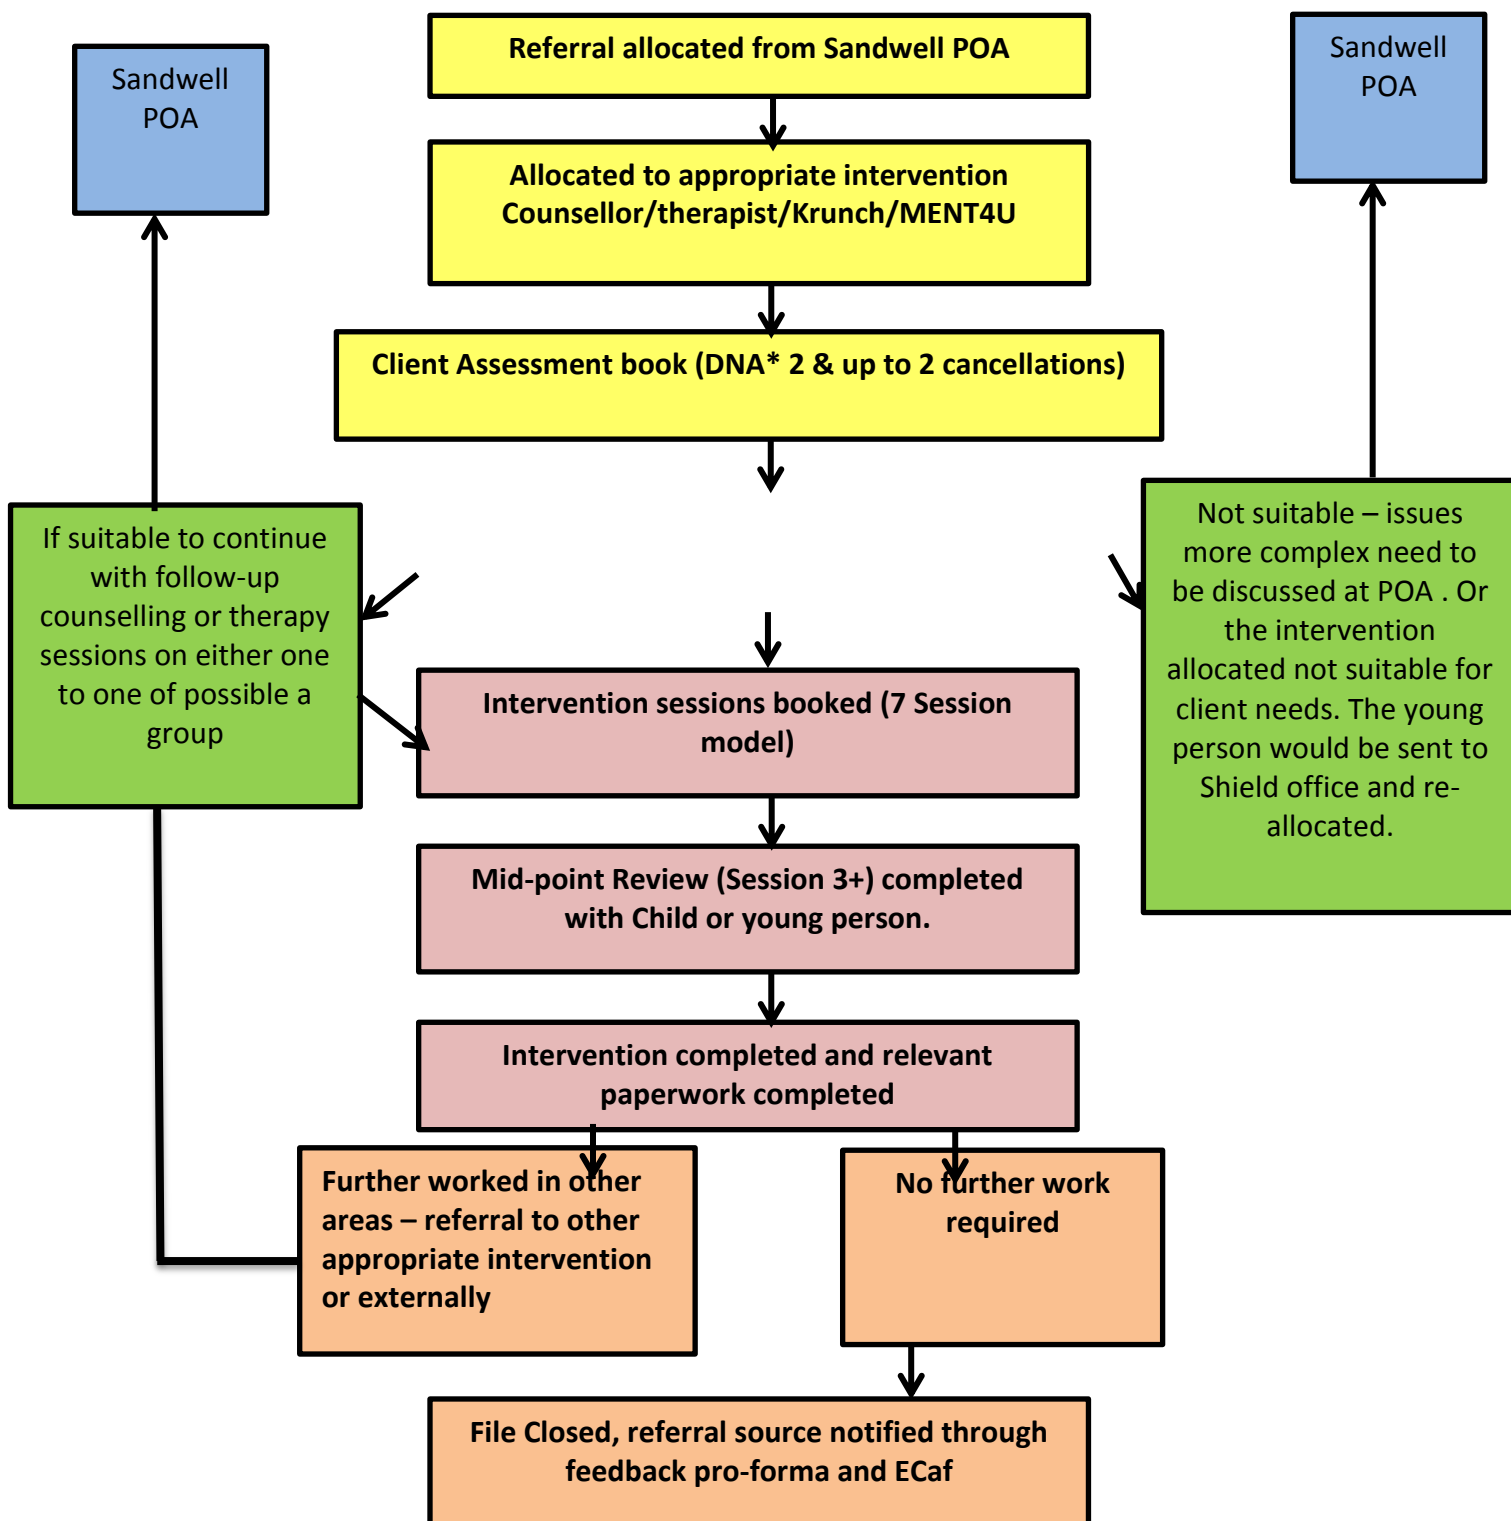 Sandwell
POA
Referral allocated from Sandwell POA
Sandwell
POA
Allocated to appropriate intervention
Counsellor/therapist/Krunch/MENT4U
Client Assessment book (DNA* 2 & up to 2 cancellations)
If suitable to continue
with follow-up
counselling or therapy
sessions on either one
to one of possible a
group
Not suitable – issues
more complex need to
be discussed at POA . Or
the intervention
allocated not suitable for
client needs. The young
person would be sent to
Shield office and re-
allocated.
Intervention sessions booked (7 Session
model)
Mid-point Review (Session 3+) completed
with Child or young person.
Intervention completed and relevant
paperwork completed
Further worked in other
areas – referral to other
appropriate intervention
or externally
No further work
required
File Closed, referral source notified through
feedback pro-forma and ECaf